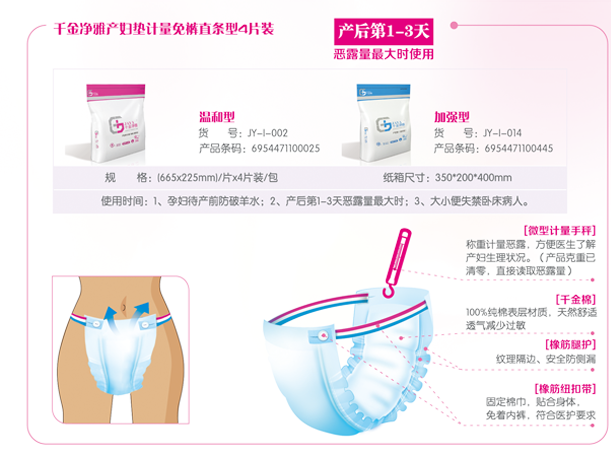 千金净雅产妇垫计量免裤直条型4片装
产后第1-3天
恶露量最大时使用
温和型
货　号：JY-I-002
产品条码：6954471100025
加强型
货　号：JY-I-014
产品条码：6954471100445
规　格：(665x225mm)/片x4片装/包
纸箱尺寸：350*200*400mm
使用时间：1、孕妇待产前防破羊水；2、产后第1-3天恶露量最大时；3、大小便失禁卧床病人。
[微型计量手秤]
称重计量恶露，方便医生了解
产妇生理状况。（产品克重已
清零，直接读取恶露量）
[千金棉]
100%纯棉表层材质，天然舒适
透气减少过敏
[橡筋腿护]
纹理隔边、安全防侧漏
[橡筋纽扣带]
固定棉巾，贴合身体，
免着内裤，符合医护要求